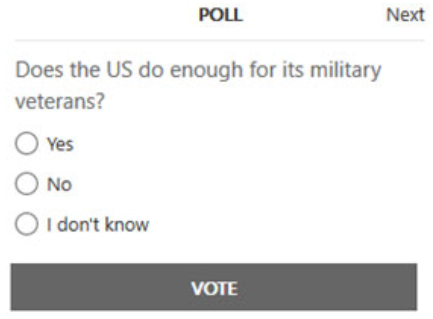 POLL Next
Does the US do enough for its military
veterans?
Yes
No
I don't know
VOTE